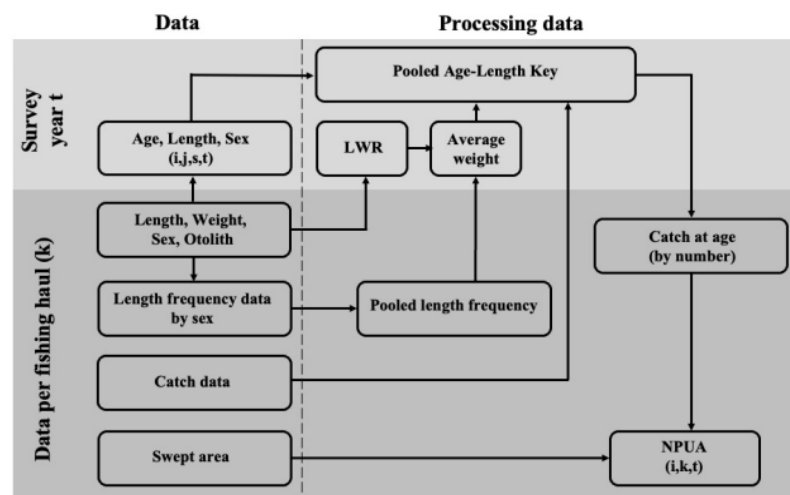 Data
Processing data
Survey
year t
Pooled Age-Length Key
Age, Length, Sex
(i,j,s,t)
LWR
Average
weight
Data per fishing haul (k)
Length, Weight,
Sex, Otolith
Catch at age
(by number)
Length frequency data
by sex
Pooled length frequency
Catch data
Swept area
NPUA
(i,k,t)